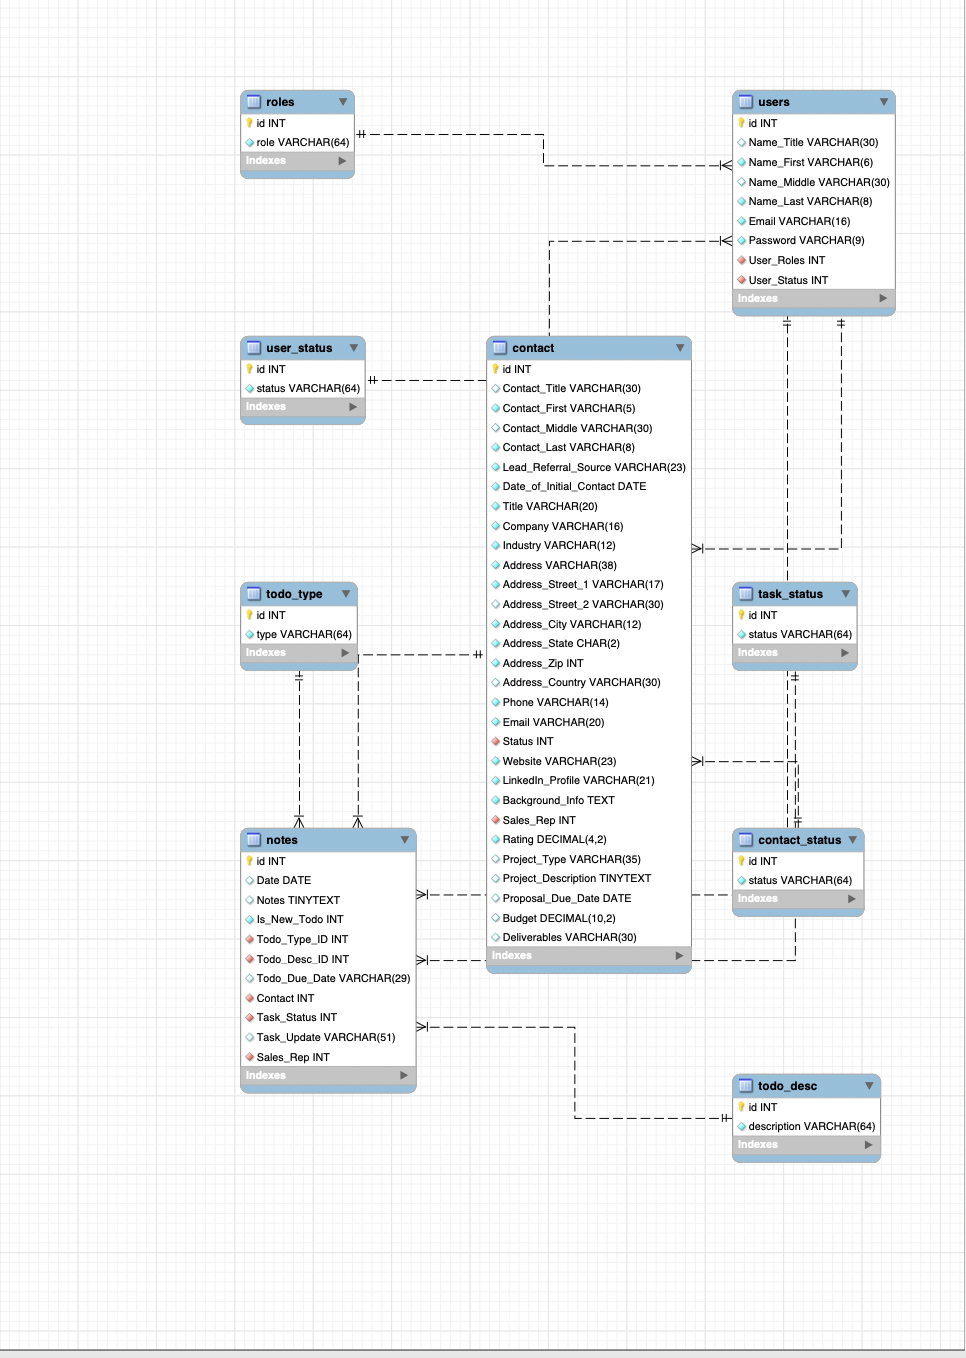 roles
id INT
role VARCHAR(64)
Indexes
users
id INT
Name_Title VARCHAR(30)
Name_First VARCHAR(6)
Name_Middle VARCHAR(30)
Name_Last VARCHAR(8)
Email VARCHAR(16)
Password VARCHAR(9)
User_Roles INT
User_Status INT
Indexes
user_status
id INT
status VARCHAR(64)
Indexes
contact
id INT
Contact_Title VARCHAR(30)
Contact_First VARCHAR(5)
Contact_Middle VARCHAR(30)
Contact_Last VARCHAR(8)
Lead_Referral_Source VARCHAR(23)
Date_of_Initial_Contact DATE
Title VARCHAR(20)
Company VARCHAR(16)
Industry VARCHAR(12)
Address VARCHAR(38)
Address_Street_1 VARCHAR(17)
Address_Street_2 VARCHAR(30)
Address_City VARCHAR(12)
Address_State CHAR(2)
Address_Zip INT
Address_Country VARCHAR(30)
Phone VARCHAR(14)
Email VARCHAR(20)
Status INT
Website VARCHAR(23)
LinkedIn_Profile VARCHAR(21)
Background_Info TEXT
Sales_Rep INT
Rating DECIMAL(4,2)
Project_Type VARCHAR(35)
Project_Description TINYTEXT
Proposal_Due_Date DATE
Budget DECIMAL(10,2)
Deliverables VARCHAR(30)
Indexes
todo_type
id INT
type VARCHAR(64)
Indexes
task_status
id INT
status VARCHAR(64)
Indexes
notes
id INT
Date DATE
Notes TINYTEXT
Is_New_Todo INT
Todo_Type_ID INT
Todo_Desc_ID INT
Todo_Due_Date VARCHAR(29)
Contact INT
Task_Status INT
Task_Update VARCHAR(51)
Sales_Rep INT
Indexes
contact_status
id INT
status VARCHAR(64)
Indexes
todo_desc
id INT
description VARCHAR(64)
Indexes